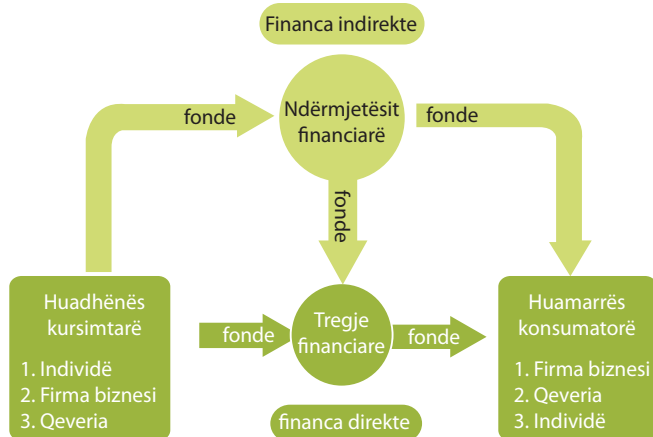 Financa indirekte
Ndërmjetësit
financiarë
fonde
fonde
fonde
Huadhënës
kursimtarë
1. Individë
2. Firma biznesi
3. Qeveria
fonde
Tregje
financiare
fonde
Huamarrës
konsumatorë
1. Firma biznesi
2. Qeveria
3. Individë
financa direkte